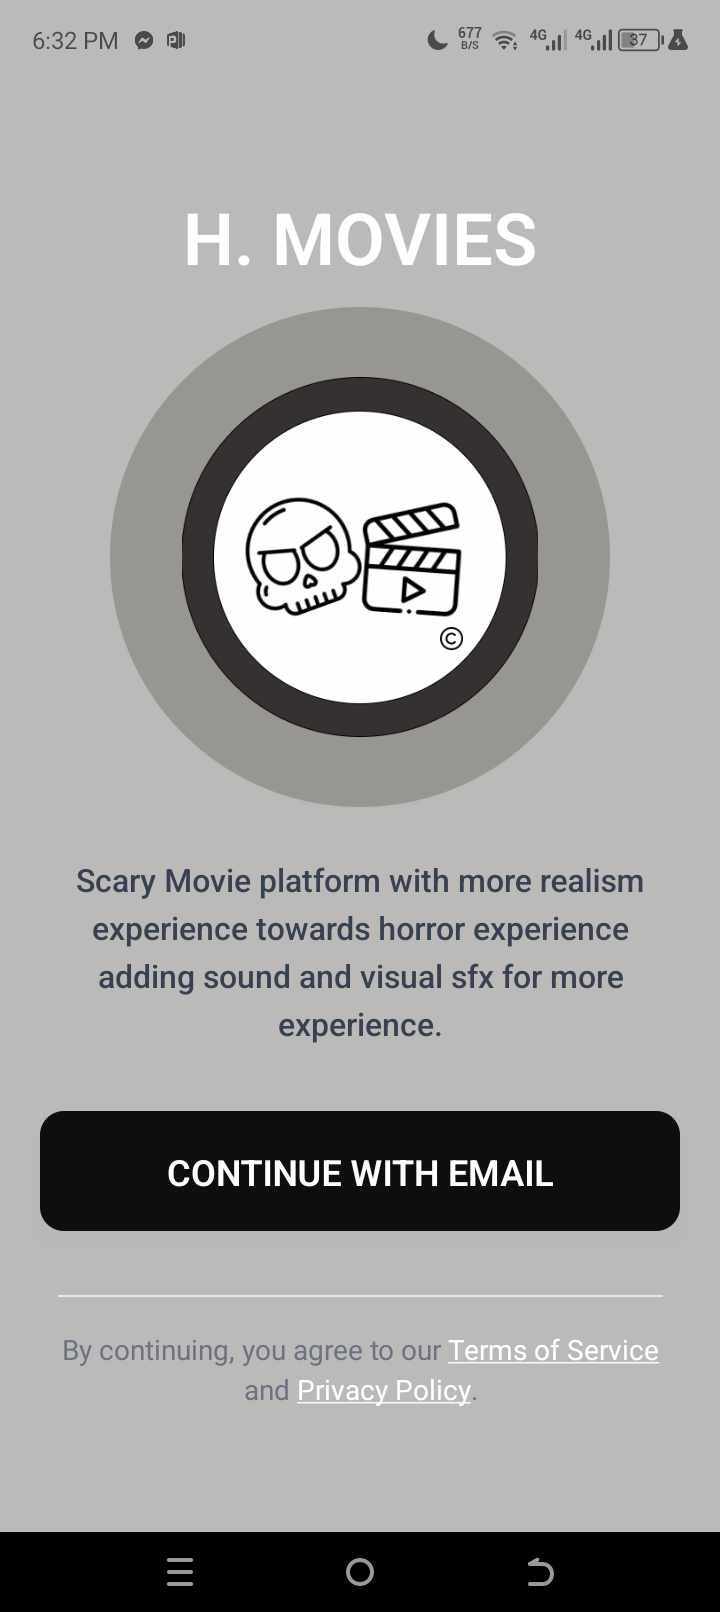 6:32 PM 677 B/S 4G 4G 37
H. MOVIES
©
Scary Movie platform with more realism
experience towards horror experience
adding sound and visual sfx for more
experience.
CONTINUE WITH EMAIL
By continuing, you agree to our Terms of Service
and Privacy Policy.